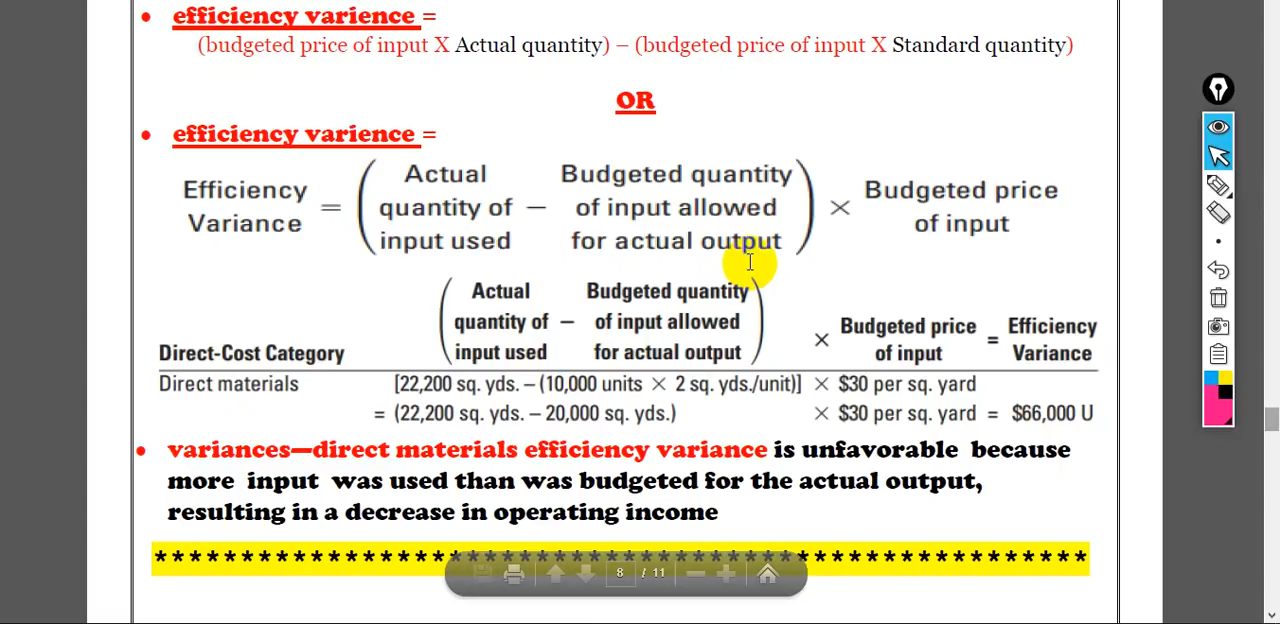 • efficiency varience =
(budgeted price of input X Actual quantity) – (budgeted price of input X Standard quantity)
OR
• efficiency varience =
Efficiency Variance = (Actual quantity of input used − Budgeted quantity of input allowed for actual output) × Budgeted price of input
Direct-Cost Category (Actual quantity of input used − Budgeted quantity of input allowed for actual output) × Budgeted price of input = Efficiency Variance
Direct materials [22,200 sq. yds. – (10,000 units × 2 sq. yds./unit)] × $30 per sq. yard
= (22,200 sq. yds. – 20,000 sq. yds.) × $30 per sq. yard = $66,000 U
• variances—direct materials efficiency variance is unfavorable because
more input was used than was budgeted for the actual output,
resulting in a decrease in operating income
* * * * * * * * * * * * * * * * * * * * * * * * * * * * * * * * * * * * * * * * * * * *
8 / 11